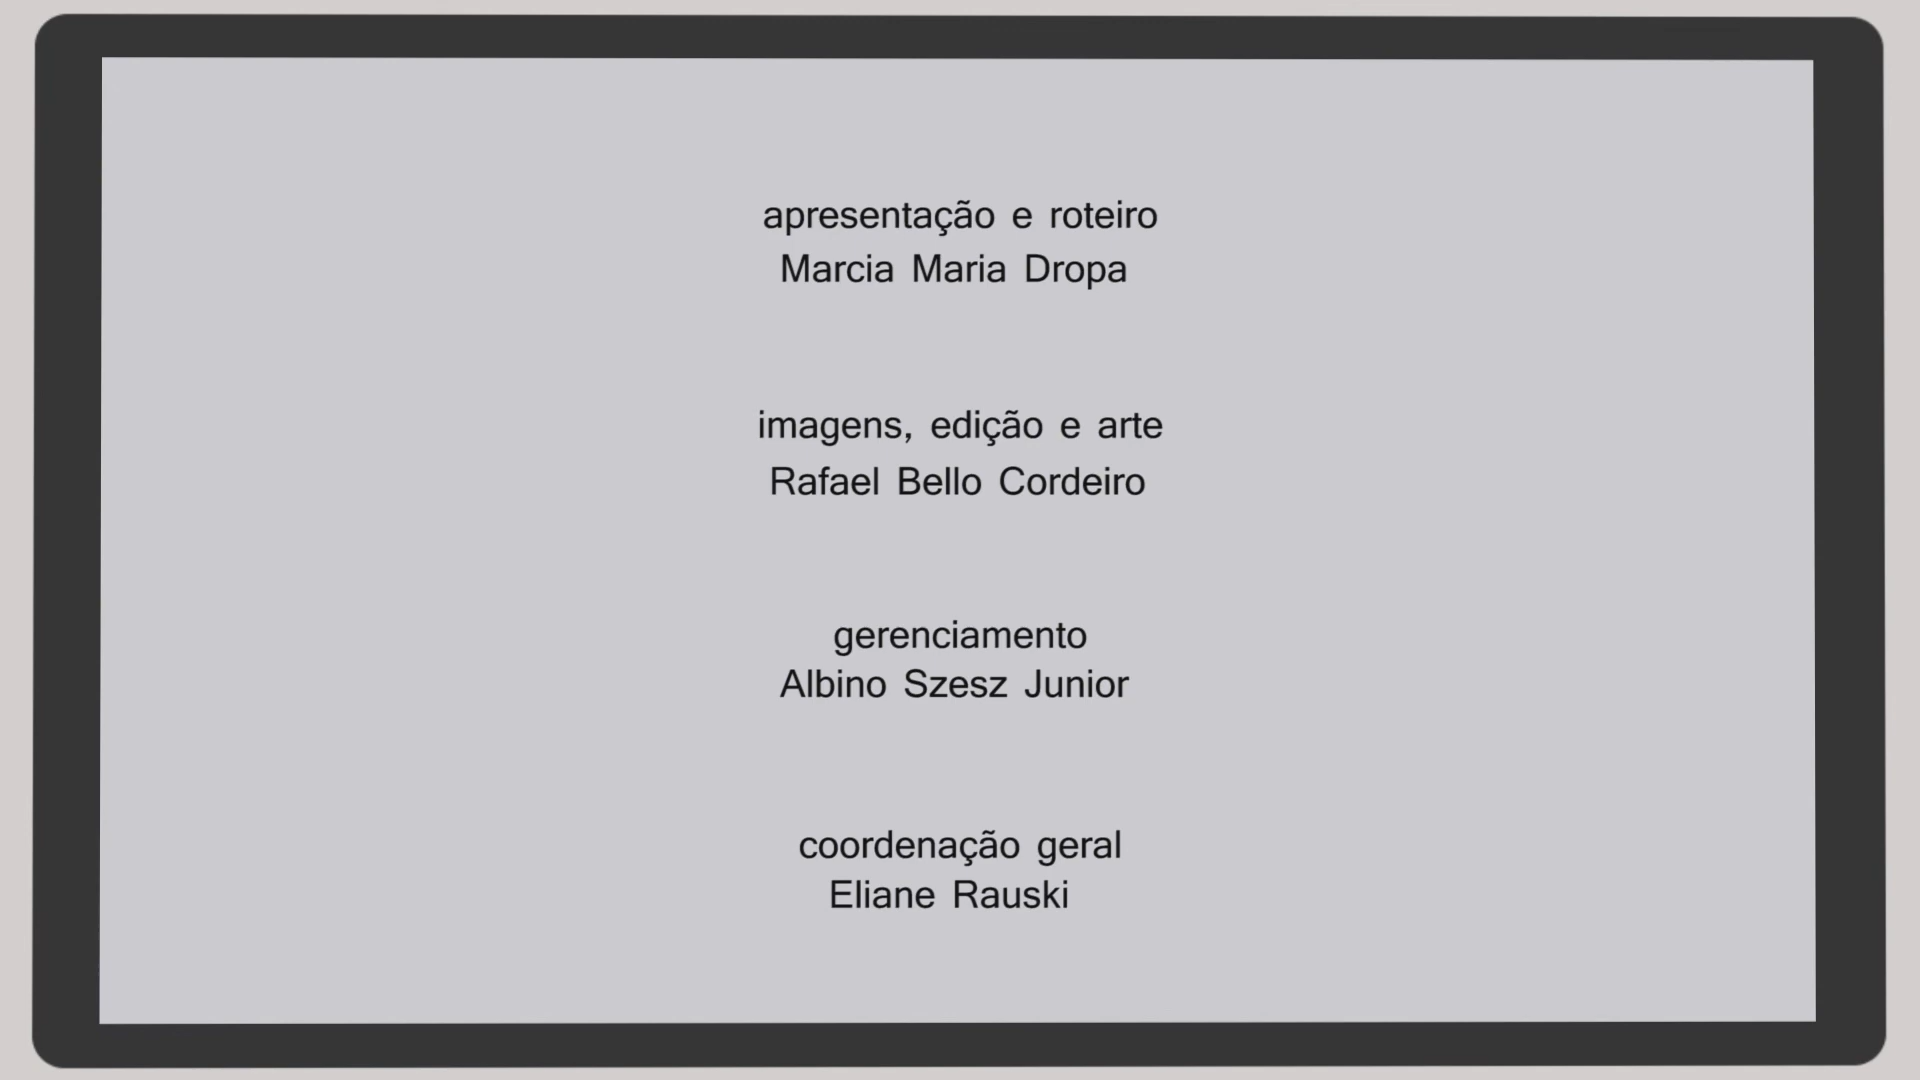 apresentação e roteiro
Marcia Maria Dropa
imagens, edição e arte
Rafael Bello Cordeiro
gerenciamento
Albino Szesz Junior
coordenação geral
Eliane Rauski